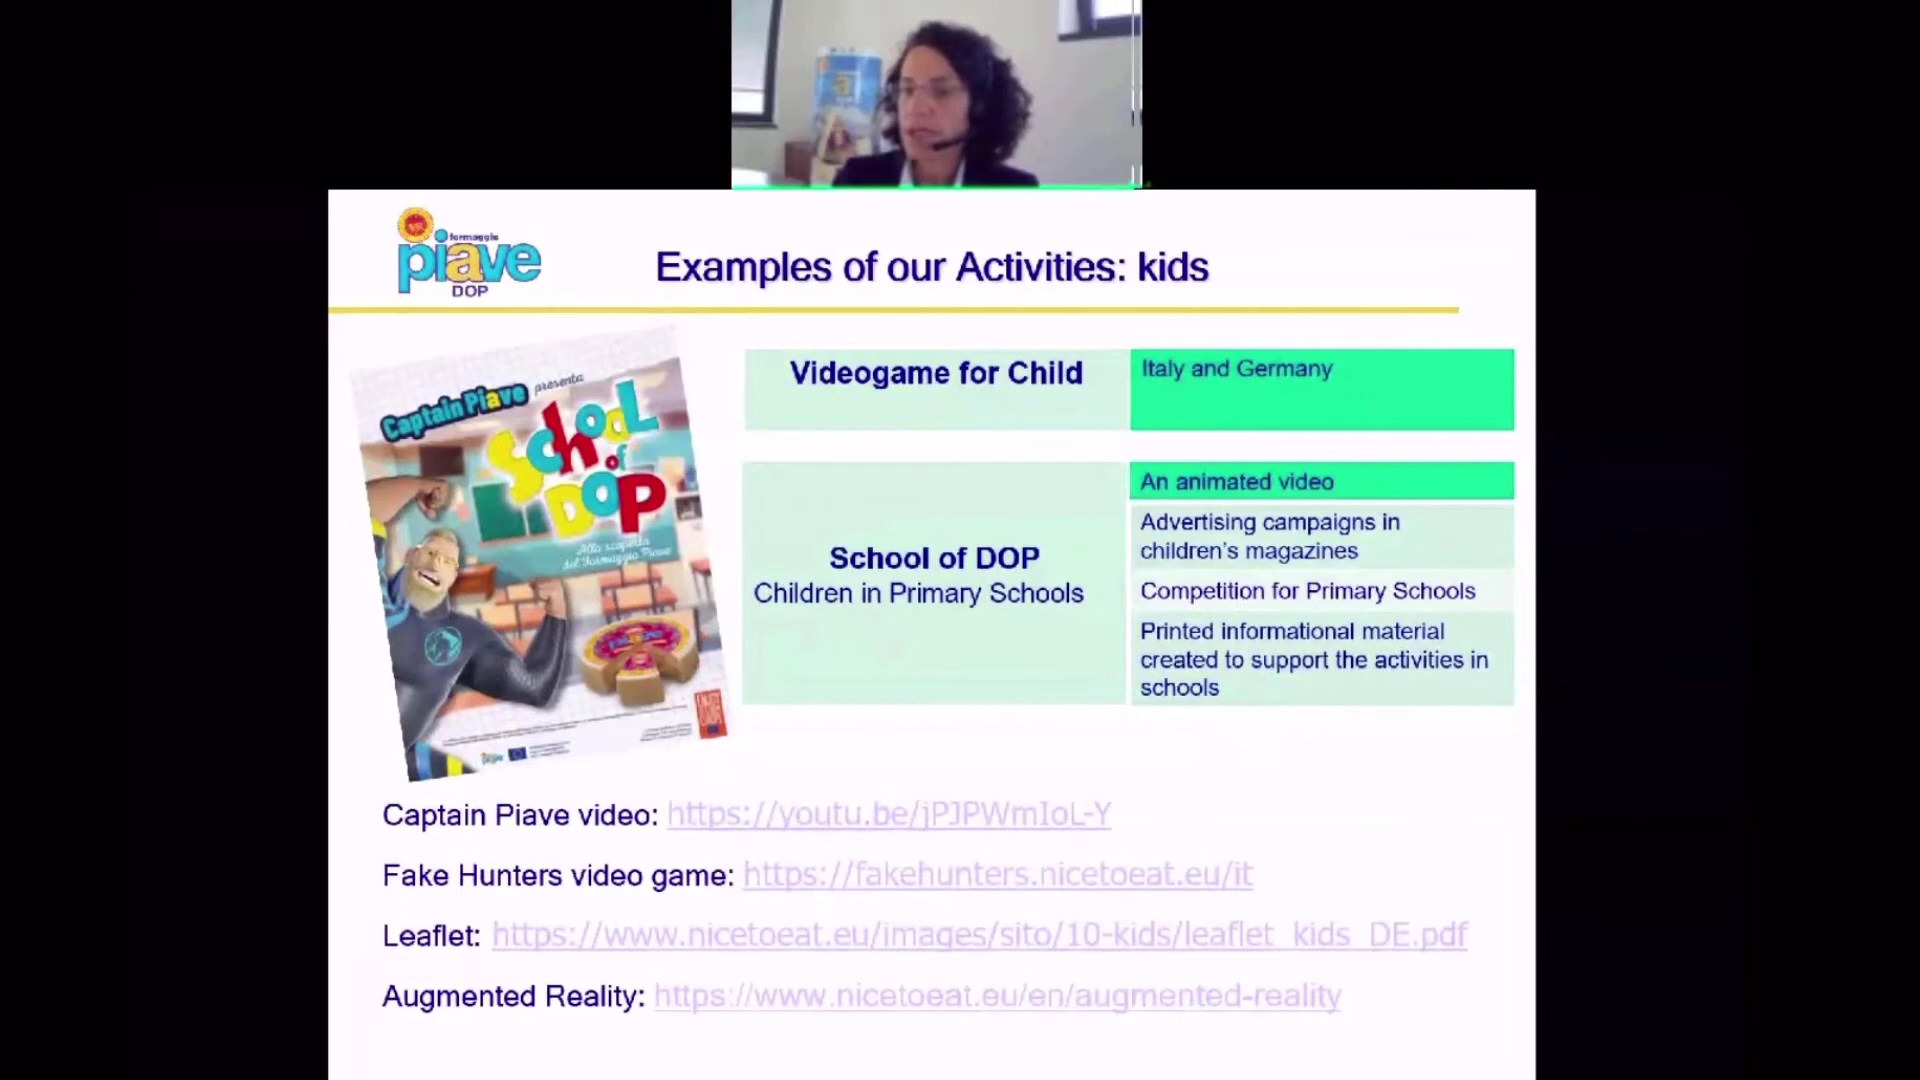 formaggio
piave
DOP
Examples of our Activities: kids
Captain Piave presenta
School
of
DOP
Alla scoperta
del Formaggio Piave
Videogame for Child
Italy and Germany
School of DOP
Children in Primary Schools
An animated video
Advertising campaigns in
children's magazines
Competition for Primary Schools
Printed informational material
created to support the activities in
schools
Captain Piave video: https://youtu.be/jPJPWmIoL-Y
Fake Hunters video game: https://fakehunters.nicetoeat.eu/it
Leaflet: https://www.nicetoeat.eu/images/sito/10-kids/leaflet_kids_DE.pdf
Augmented Reality: https://www.nicetoeat.eu/en/augmented-reality